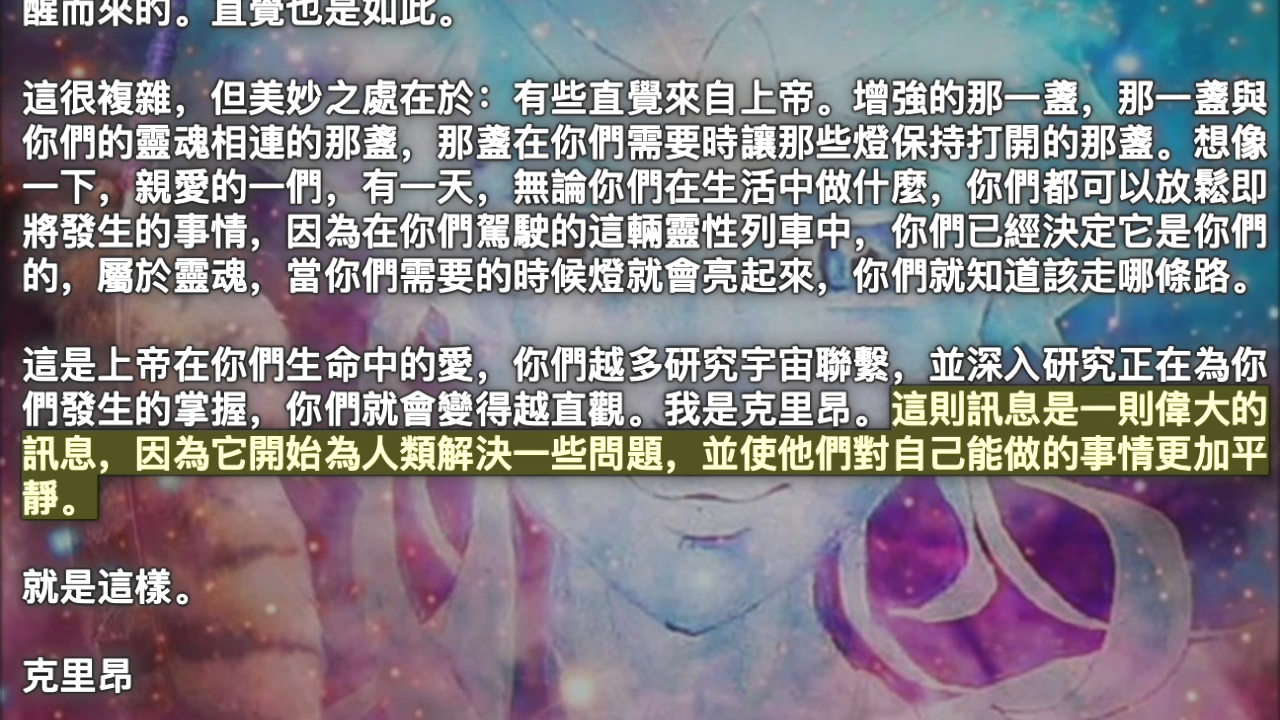 醒而來的。直覺也是如此。
這很複雜，但美妙之處在於：有些直覺來自上帝。增強的那一盞，那一盞與
你們的靈魂相連的那盞，那盞在你們需要時讓那些燈保持打開的那盞。想像
一下，親愛的一們，有一天，無論你們在生活中做什麼，你們都可以放鬆即
將發生的事情，因為在你們駕駛的這輛靈性列車中，你們已經決定它是你們
的，屬於靈魂，當你們需要的時候燈就會亮起來，你們就知道該走哪條路。
這是上帝在你們生命中的愛，你們越多研究宇宙聯繫，並深入研究正在為你
們發生的掌握，你們就會變得越直觀。我是克里昂。這則訊息是一則偉大的
訊息，因為它開始為人類解決一些問題，並使他們對自己能做的事情更加平
靜。
就是這樣。
克里昂